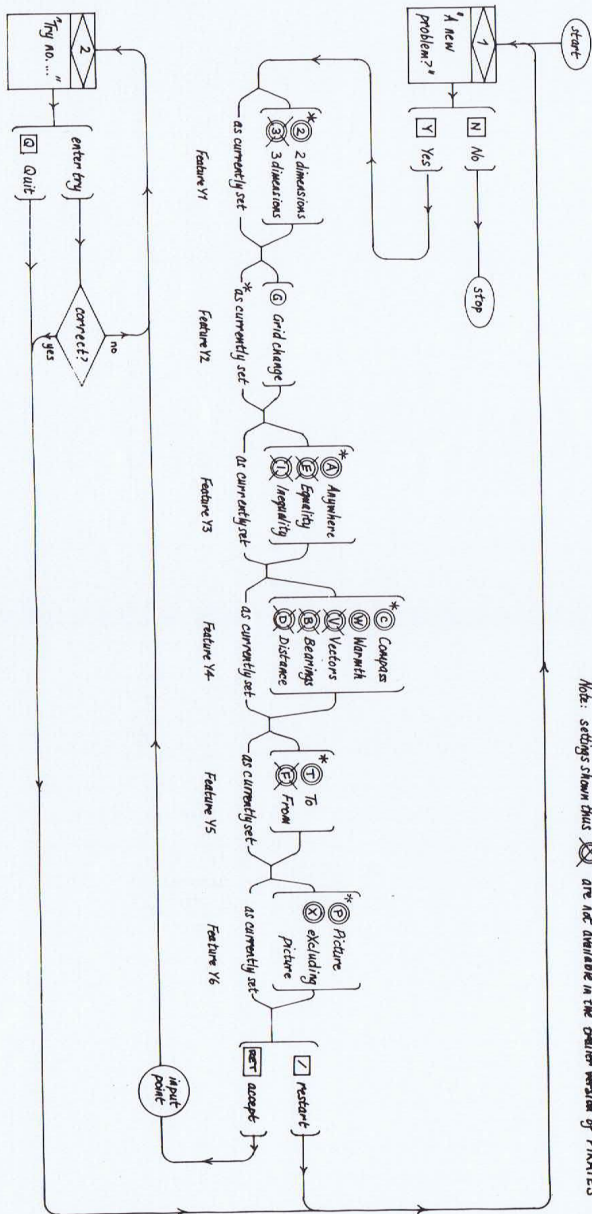 Note: settings shown thus X are not available in the smaller version of PIRATES
start
1
"A new
problem?"
N No
Y Yes
stop
* 2 2 dimensions
3 3 dimensions
as currently set
Feature Y1
G Grid change
* as currently set
Feature Y2
* A Anywhere
E Equality
I Inequality
as currently set
Feature Y3
* C Compass
W Warmth
V Vectors
B Bearings
D Distance
as currently set
Feature Y4
* T To
F From
as currently set
Feature Y5
* P Picture
X eXcluding
picture
as currently set
Feature Y6
/ restart
RET accept
input
point
2
"Try no. ..."
enter try
Q Quit
correct?
no
yes